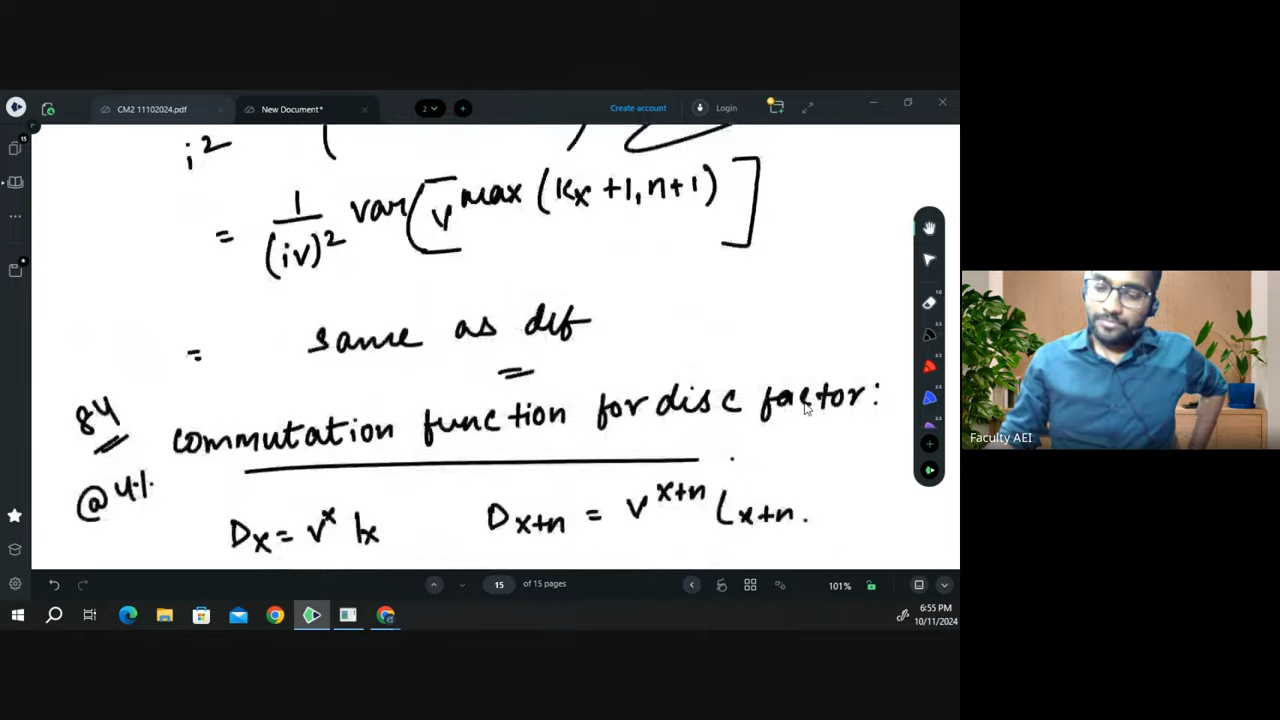 CM2 11102024.pdf
New Document*
2
Create account
Login
i²
= 1/(iv)² var[v^max(Kx+1, n+1)]
= same as def
84
commutation function for disc factor:
@4%
Dx = v^x lx    Dx+n = v^x+n lx+n.
Faculty AEI
15
of 15 pages
101%
6:55 PM
10/11/2024